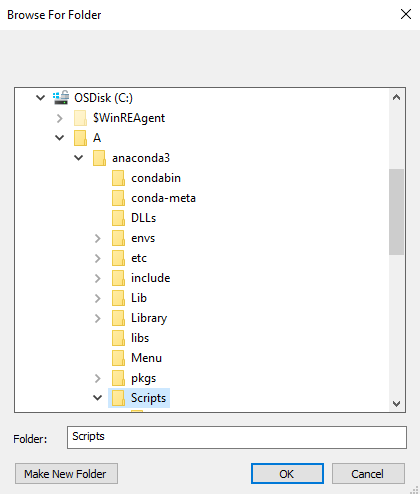 Browse For Folder
OSDisk (C:)
$WinREAgent
A
anaconda3
condabin
conda-meta
DLLs
envs
etc
include
Lib
Library
libs
Menu
pkgs
Scripts
Folder: Scripts
Make New Folder OK Cancel